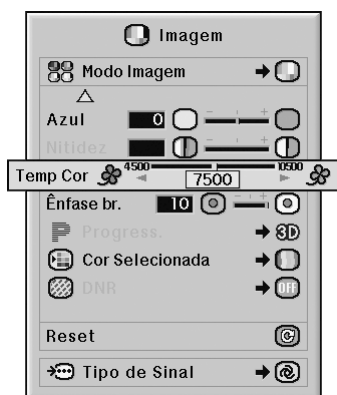 Imagem
Modo Imagem
Azul 0
Nitidez
Temp Cor 4500 7500 10900
Ênfase br. 10
Progress. 3D
Cor Selecionada
DNR OFF
Reset
Tipo de Sinal